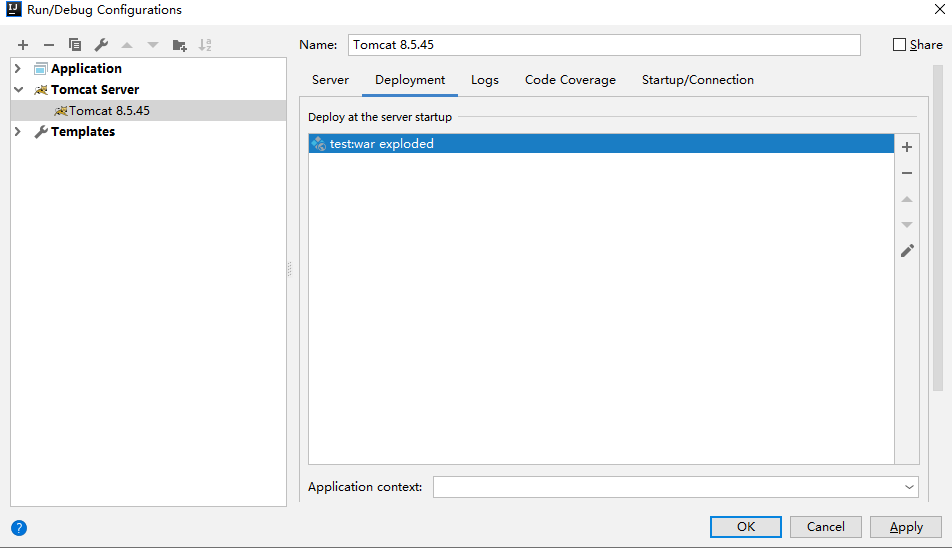 Run/Debug Configurations
Application
Tomcat Server
Tomcat 8.5.45
Templates
Name: Tomcat 8.5.45
Share
Server Deployment Logs Code Coverage Startup/Connection
Deploy at the server startup
test:war exploded
Application context:
OK Cancel Apply